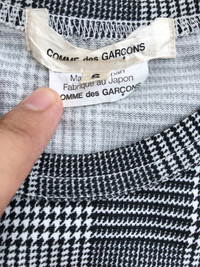 COMME des GARÇONS
S
Fabriqué au Japon
COMME des GARÇONS